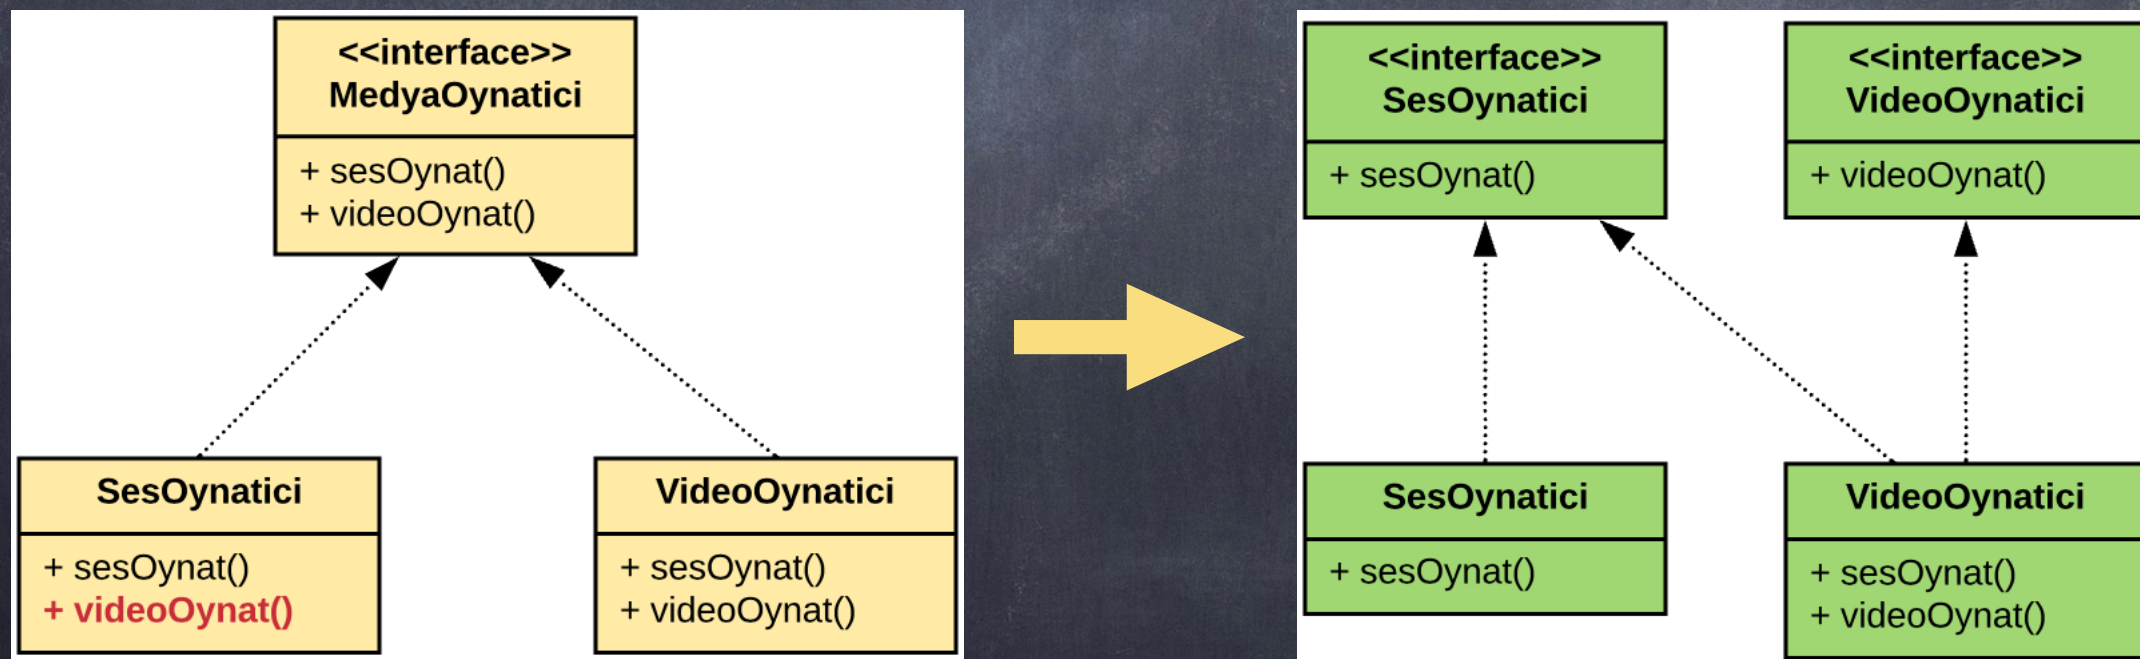 <<interface>>
MedyaOynatici
+ sesOynat()
+ videoOynat()
SesOynatici
+ sesOynat()
+ videoOynat()
VideoOynatici
+ sesOynat()
+ videoOynat()
<<interface>>
SesOynatici
+ sesOynat()
<<interface>>
VideoOynatici
+ videoOynat()
SesOynatici
+ sesOynat()
VideoOynatici
+ sesOynat()
+ videoOynat()